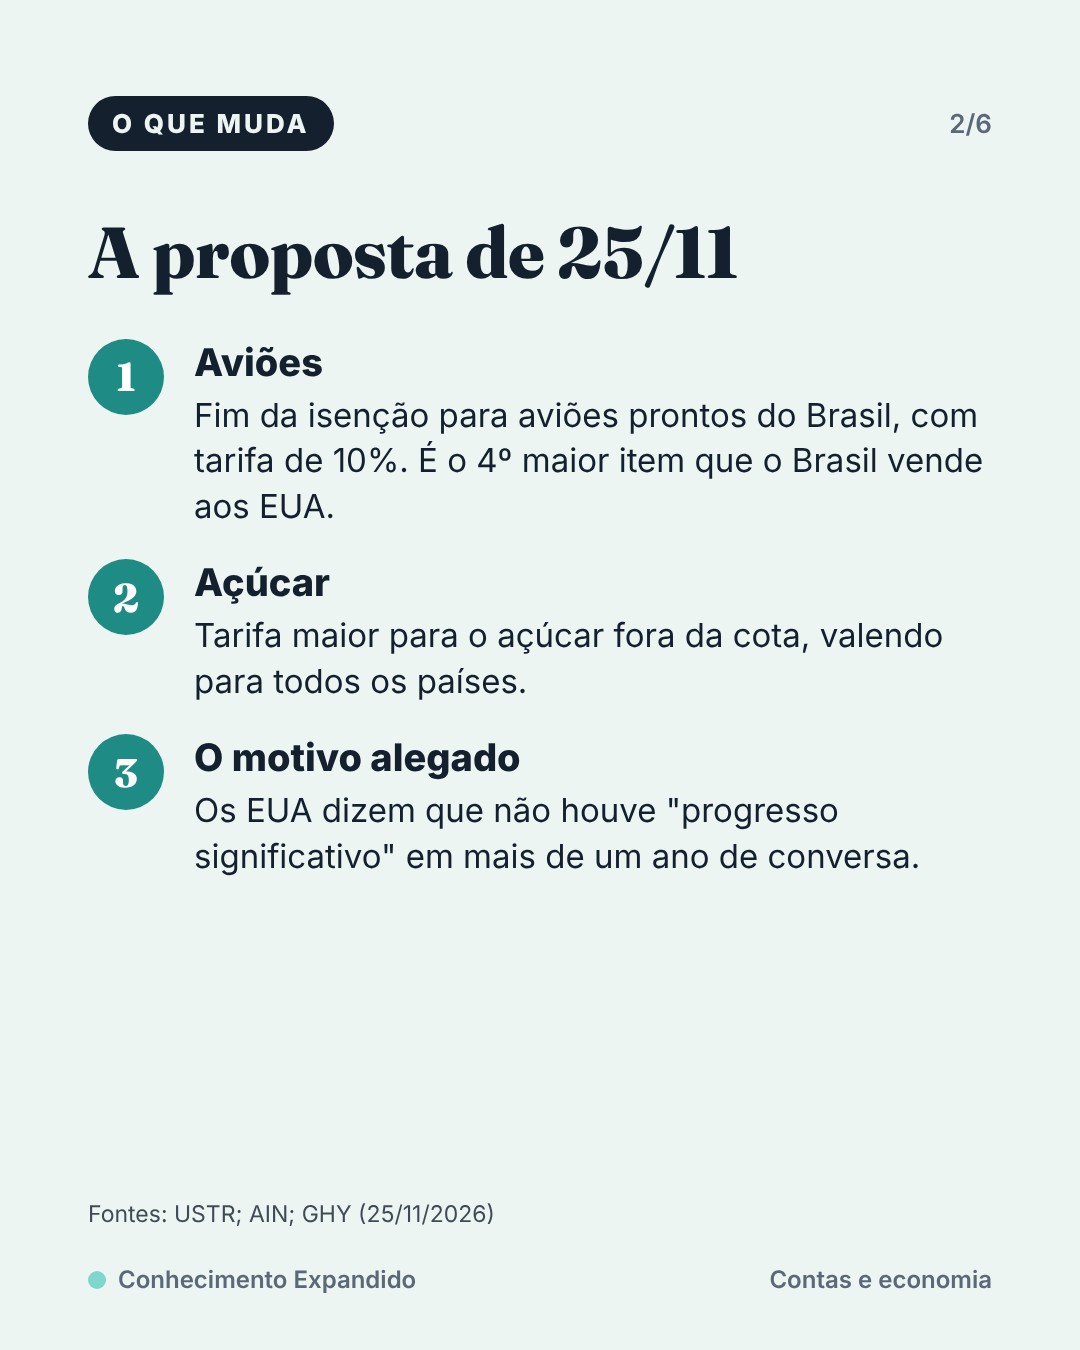 O QUE MUDA
2/6
A proposta de 25/11
1
Aviões
Fim da isenção para aviões prontos do Brasil, com
tarifa de 10%. É o 4º maior item que o Brasil vende
aos EUA.
2
Açúcar
Tarifa maior para o açúcar fora da cota, valendo
para todos os países.
3
O motivo alegado
Os EUA dizem que não houve "progresso
significativo" em mais de um ano de conversa.
Fontes: USTR; AIN; GHY (25/11/2026)
Conhecimento Expandido
Contas e economia